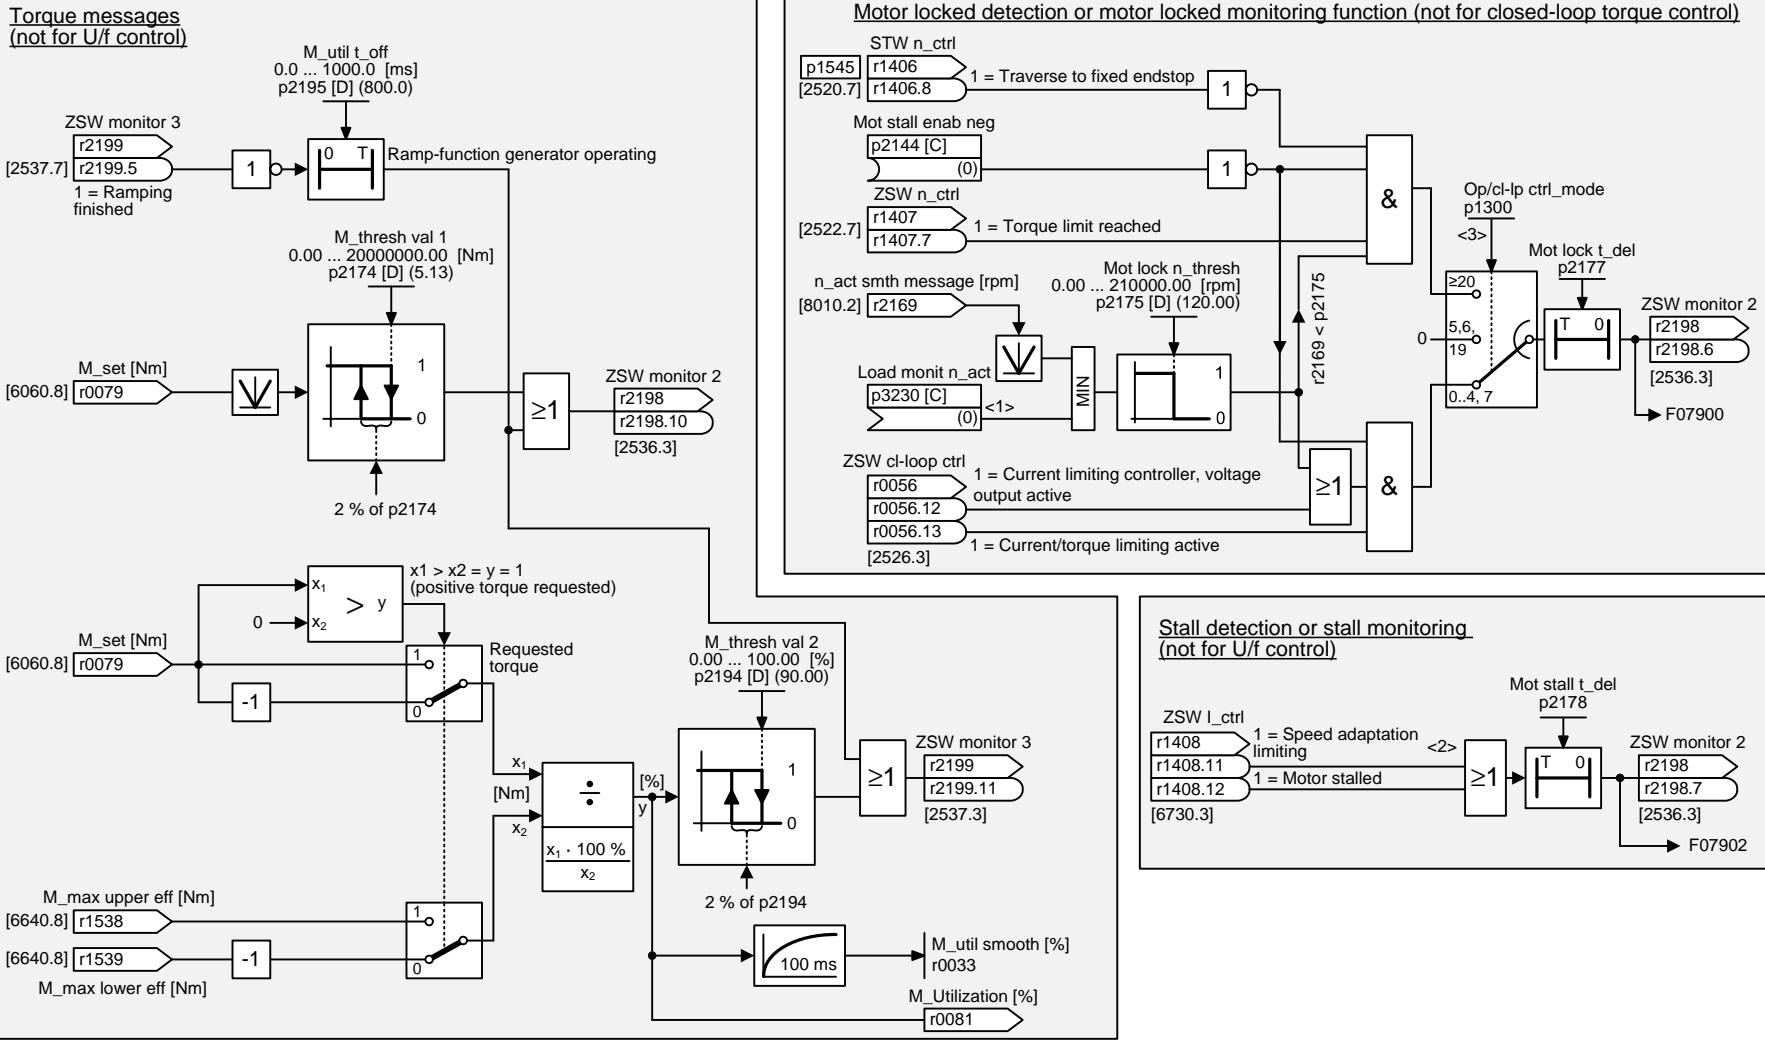 Torque messages
(not for U/f control)
M_util t_off
0.0 ... 1000.0 [ms]
p2195 [D] (800.0)
ZSW monitor 3
r2199
[2537.7]
r2199.5
1 = Ramping
finished
1
0 T
Ramp-function generator operating
M_thresh val 1
0.00 ... 20000000.00 [Nm]
p2174 [D] (5.13)
M_set [Nm]
[6060.8]
r0079
1
0
2 % of p2174
≥1
ZSW monitor 2
r2198
r2198.10
[2536.3]
x1 > x2 = y = 1
(positive torque requested)
x1
> y
0
x2
M_set [Nm]
[6060.8]
r0079
-1
1
0
Requested
torque
M_thresh val 2
0.00 ... 100.00 [%]
p2194 [D] (90.00)
x1
[Nm]
x2
÷
x1 · 100 %
x2
[%]
y
1
0
2 % of p2194
≥1
ZSW monitor 3
r2199
r2199.11
[2537.3]
M_max upper eff [Nm]
[6640.8]
r1538
[6640.8]
r1539
M_max lower eff [Nm]
-1
1
0
100 ms
M_util smooth [%]
r0033
M_Utilization [%]
r0081
Motor locked detection or motor locked monitoring function (not for closed-loop torque control)
STW n_ctrl
p1545
r1406
[2520.7]
r1406.8
1 = Traverse to fixed endstop
1
Mot stall enab neg
p2144 [C]
(0)
1
ZSW n_ctrl
r1407
[2522.7]
r1407.7
1 = Torque limit reached
&
n_act smth message [rpm]
[8010.2]
r2169
Mot lock n_thresh
0.00 ... 210000.00 [rpm]
p2175 [D] (120.00)
Load monit n_act
p3230 [C]
(0)
<1>
MIN
1
0
r2169 < p2175
ZSW cl-loop ctrl
r0056
r0056.12
r0056.13
[2526.3]
1 = Current limiting controller, voltage
output active
1 = Current/torque limiting active
≥1
&
Op/cl-lp ctrl_mode
p1300
<3>
≥20
0
5,6,
19
0..4, 7
Mot lock t_del
p2177
T 0
ZSW monitor 2
r2198
r2198.6
[2536.3]
F07900
Stall detection or stall monitoring
(not for U/f control)
ZSW I_ctrl
r1408
r1408.11
r1408.12
[6730.3]
1 = Speed adaptation
limiting
1 = Motor stalled
<2>
≥1
Mot stall t_del
p2178
T 0
ZSW monitor 2
r2198
r2198.7
[2536.3]
F07902